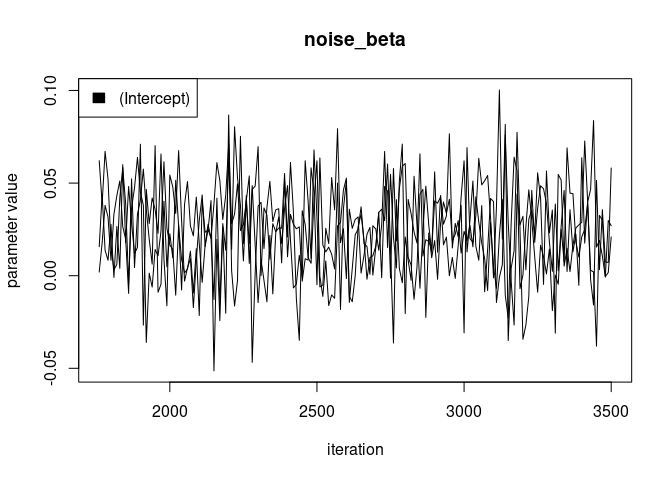 noise_beta
(Intercept)
parameter value
0.10
0.05
0.00
-0.05
2000
2500
3000
3500
iteration